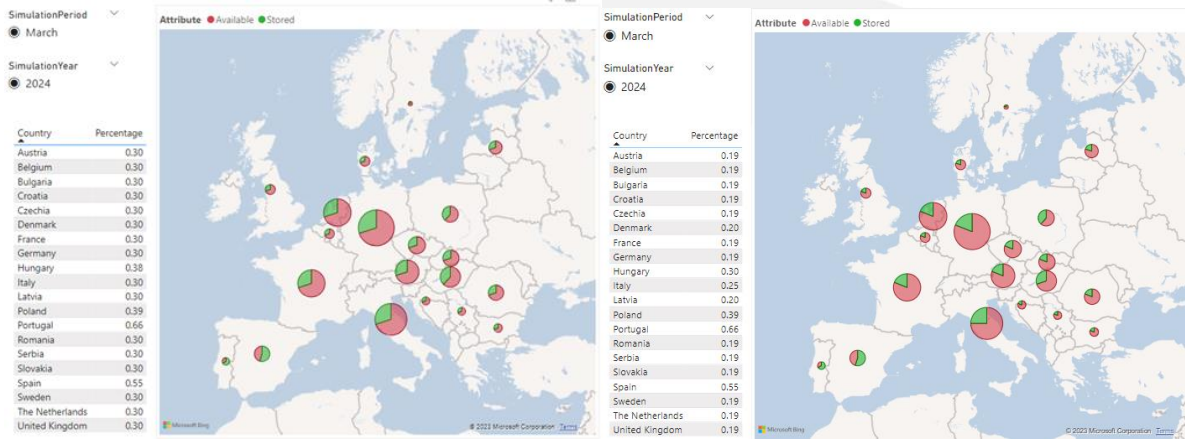 SimulationPeriod
March
SimulationYear
2024
Country Percentage
Austria 0.30
Belgium 0.30
Bulgaria 0.30
Croatia 0.30
Czechia 0.30
Denmark 0.30
France 0.30
Germany 0.30
Hungary 0.38
Italy 0.30
Latvia 0.30
Poland 0.39
Portugal 0.66
Romania 0.30
Serbia 0.30
Slovakia 0.30
Spain 0.55
Sweden 0.30
The Netherlands 0.30
United Kingdom 0.30
Attribute Available Stored
Microsoft Bing
© 2023 Microsoft Corporation Terms
SimulationPeriod
March
SimulationYear
2024
Country Percentage
Austria 0.19
Belgium 0.19
Bulgaria 0.19
Croatia 0.19
Czechia 0.19
Denmark 0.20
France 0.19
Germany 0.19
Hungary 0.30
Italy 0.25
Latvia 0.20
Poland 0.39
Portugal 0.66
Romania 0.19
Serbia 0.19
Slovakia 0.19
Spain 0.55
Sweden 0.19
The Netherlands 0.19
United Kingdom 0.19
Attribute Available Stored
Microsoft Bing
© 2023 Microsoft Corporation Terms